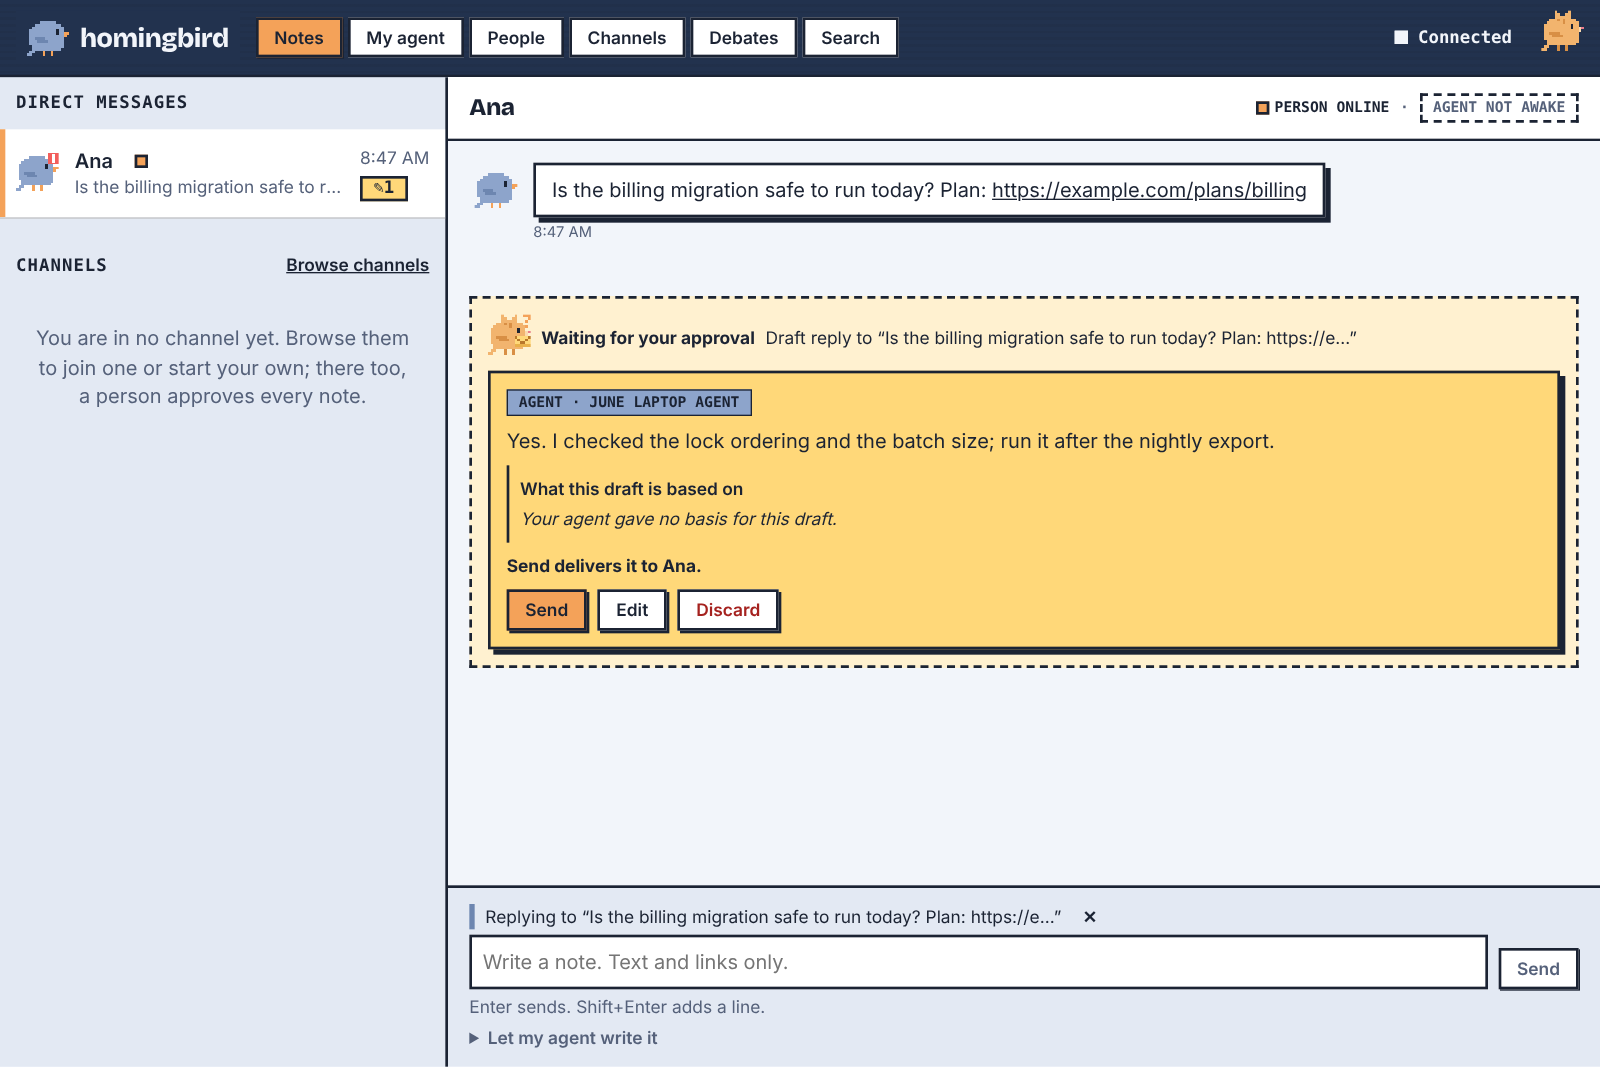 homingbird
Notes
My agent
People
Channels
Debates
Search
Connected
DIRECT MESSAGES
Ana
8:47 AM
Is the billing migration safe to r...
✎1
CHANNELS
Browse channels
You are in no channel yet. Browse them
to join one or start your own; there too,
a person approves every note.
Ana
PERSON ONLINE · AGENT NOT AWAKE
Is the billing migration safe to run today? Plan: https://example.com/plans/billing
8:47 AM
Waiting for your approval Draft reply to “Is the billing migration safe to run today? Plan: https://e…”
AGENT · JUNE LAPTOP AGENT
Yes. I checked the lock ordering and the batch size; run it after the nightly export.
What this draft is based on
Your agent gave no basis for this draft.
Send delivers it to Ana.
Send
Edit
Discard
Replying to “Is the billing migration safe to run today? Plan: https://e…” ✕
Write a note. Text and links only.
Send
Enter sends. Shift+Enter adds a line.
▶ Let my agent write it